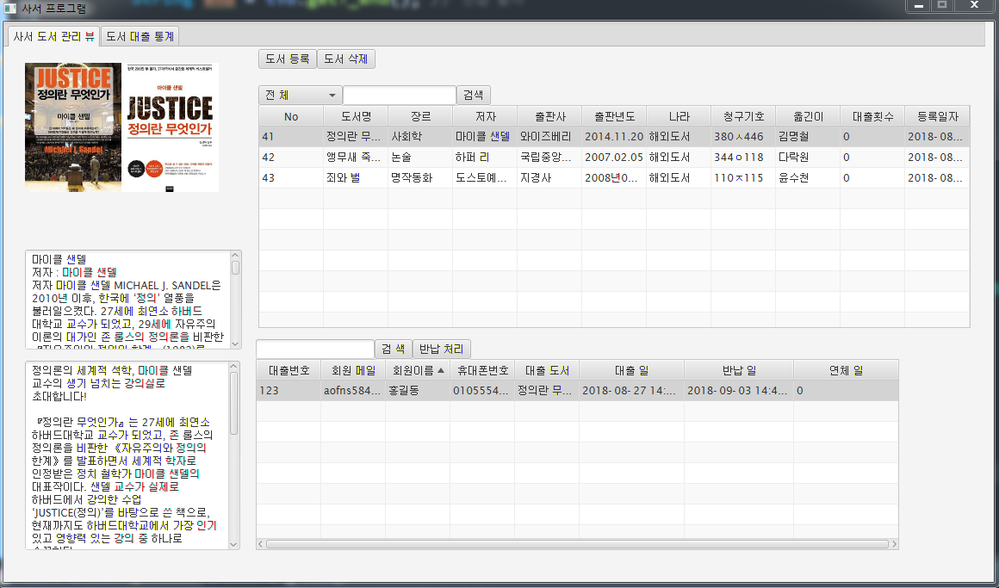 사서 프로그램
사서 도서 관리 뷰 도서 대출 통계
도서 등록 도서 삭제
JUSTICE
정의란 무엇인가
마이클 샌델
Michael J. Sandel
마이클 샌델
JUSTICE
정의란 무엇인가
전 체 검색
No 도서명 장르 저자 출판사 출판년도 나라 청구기호 옮긴이 대출횟수 등록일자
41 정의란 무... 사회학 마이클 샌델 와이즈베리 2014.11.20 해외도서 380ㅅ446 김명철 0 2018- 08...
42 앵무새 죽... 논술 하퍼 리 국립중앙... 2007.02.05 해외도서 344ㅇ118 다락원 0 2018- 08...
43 죄와 벌 명작동화 도스토예... 지경사 2008년0... 해외도서 110ㅈ115 윤수천 0 2018- 08...
마이클 샌델
저자 : 마이클 샌델
저자 마이클 샌델 MICHAEL J. SANDEL은
2010년 이후, 한국에 ‘정의’ 열풍을
불러일으켰다. 27세에 최연소 하버드
대학교 교수가 되었고, 29세에 자유주의
이론의 대가인 존 롤스의 정의론을 비판한
『자유주의와 정의의 한계』(1982)를
정의론의 세계적 석학, 마이클 샌델
교수의 생기 넘치는 강의실로
초대합니다!
『정의란 무엇인가』는 27세에 최연소
하버드대학교 교수가 되었고, 존 롤스의
정의론을 비판한 《자유주의와 정의의
한계》를 발표하면서 세계적 학자로
인정받은 정치 철학가 마이클 샌델의
대표작이다. 샌델 교수가 실제로
하버드에서 강의한 수업
‘JUSTICE(정의)’를 바탕으로 쓴 책으로,
현재까지도 하버드대학교에서 가장 인기
있고 영향력 있는 강의 중 하나로
검 색 반납 처리
대출번호 회원 메일 회원이름 휴대폰번호 대출 도서 대출 일 반납 일 연체 일
123 aofns584... 홍길동 0105554... 정의란 무... 2018- 08- 27 14:... 2018- 09- 03 14:4... 0